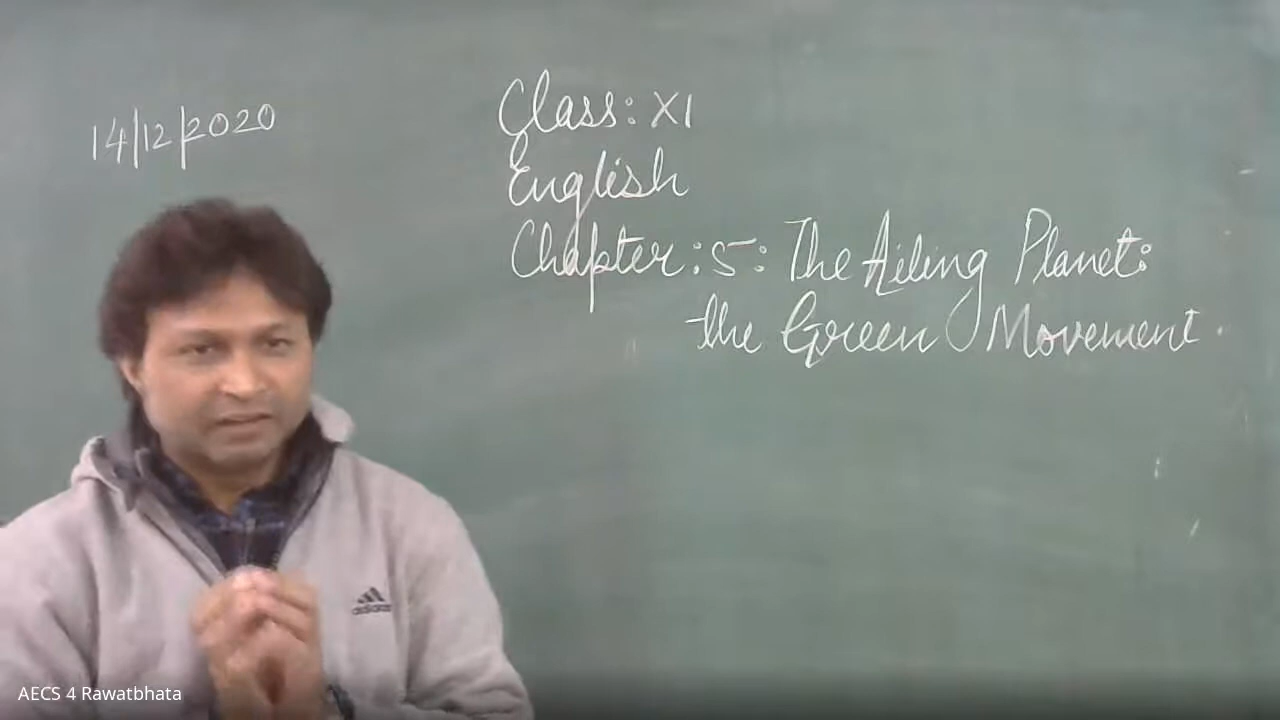 14/12/2020
Class: XI
English
Chapter: 5: The Ailing Planet:
the Green Movement.
adidas
AECS 4 Rawatbhata